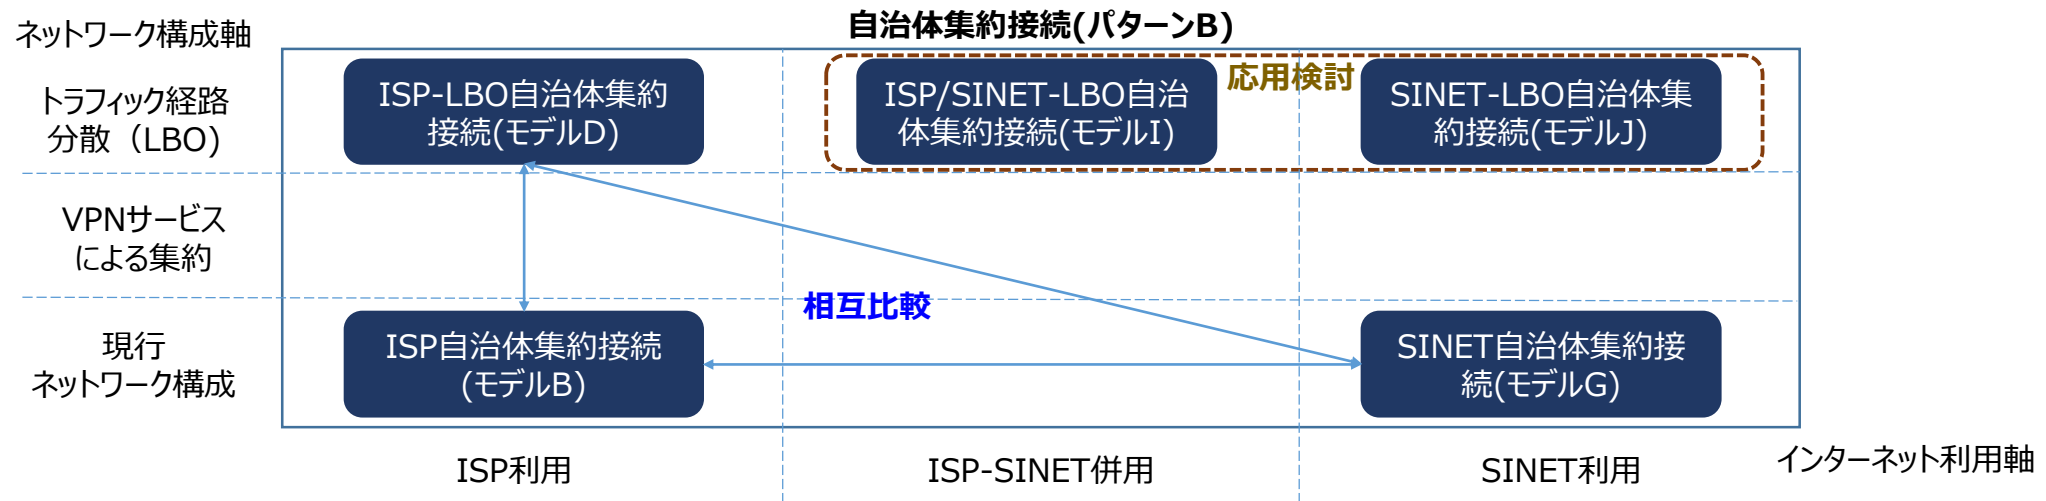 自治体集約接続(パターンB)
ネットワーク構成軸
トラフィック経路
分散（LBO)
ISP-LBO自治体集約
接続(モデルD)
ISP/SINET-LBO自治
体集約接続(モデルI)
応用検討
SINET-LBO自治体集
約接続(モデルJ)
VPNサービス
による集約
相互比較
現行
ネットワーク構成
ISP自治体集約接続
(モデルB)
SINET自治体集約接
続(モデルG)
ISP利用
ISP-SINET併用
SINET利用
インターネット利用軸